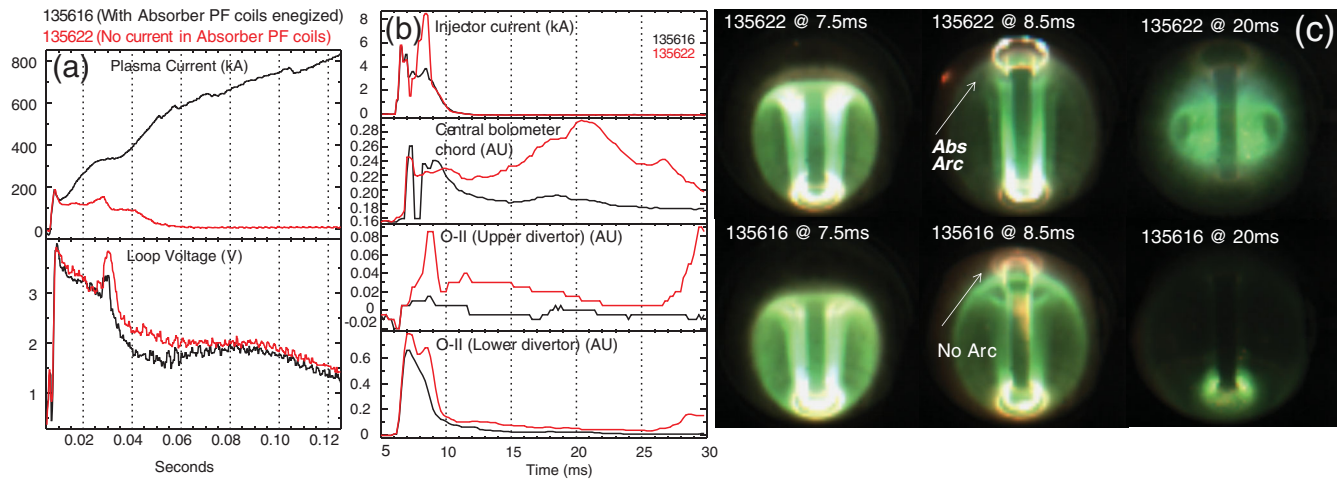 135616 (With Absorber PF coils enegized)
135622 (No current in Absorber PF coils)
(a)
Plasma Current (kA)
800
600
400
200
0
Loop Voltage (V)
3
2
1
0.02 0.04 0.06 0.08 0.10 0.12
Seconds
(b)
Injector current (kA)
135616
135622
8
6
4
2
0
Central bolometer
chord (AU)
0.28
0.26
0.24
0.22
0.20
0.18
0.16
O-II (Upper divertor) (AU)
0.08
0.06
0.04
0.02
0
-0.02
O-II (Lower divertor) (AU)
0.6
0.4
0.2
0
5 10 15 20 25 30
Time (ms)
(c)
135622 @ 7.5ms
135622 @ 8.5ms
135622 @ 20ms
Abs
Arc
135616 @ 7.5ms
135616 @ 8.5ms
135616 @ 20ms
No Arc